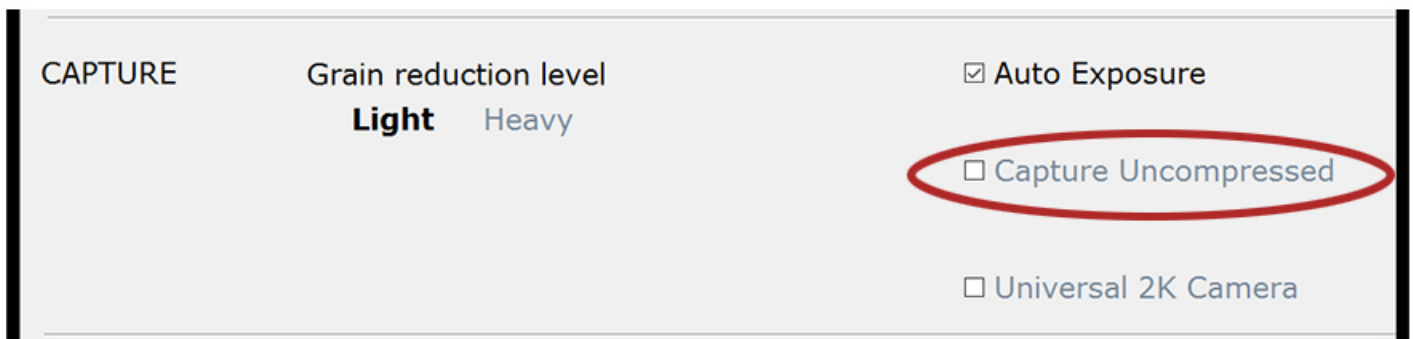 CAPTURE
Grain reduction level
Light Heavy
Auto Exposure
Capture Uncompressed
Universal 2K Camera